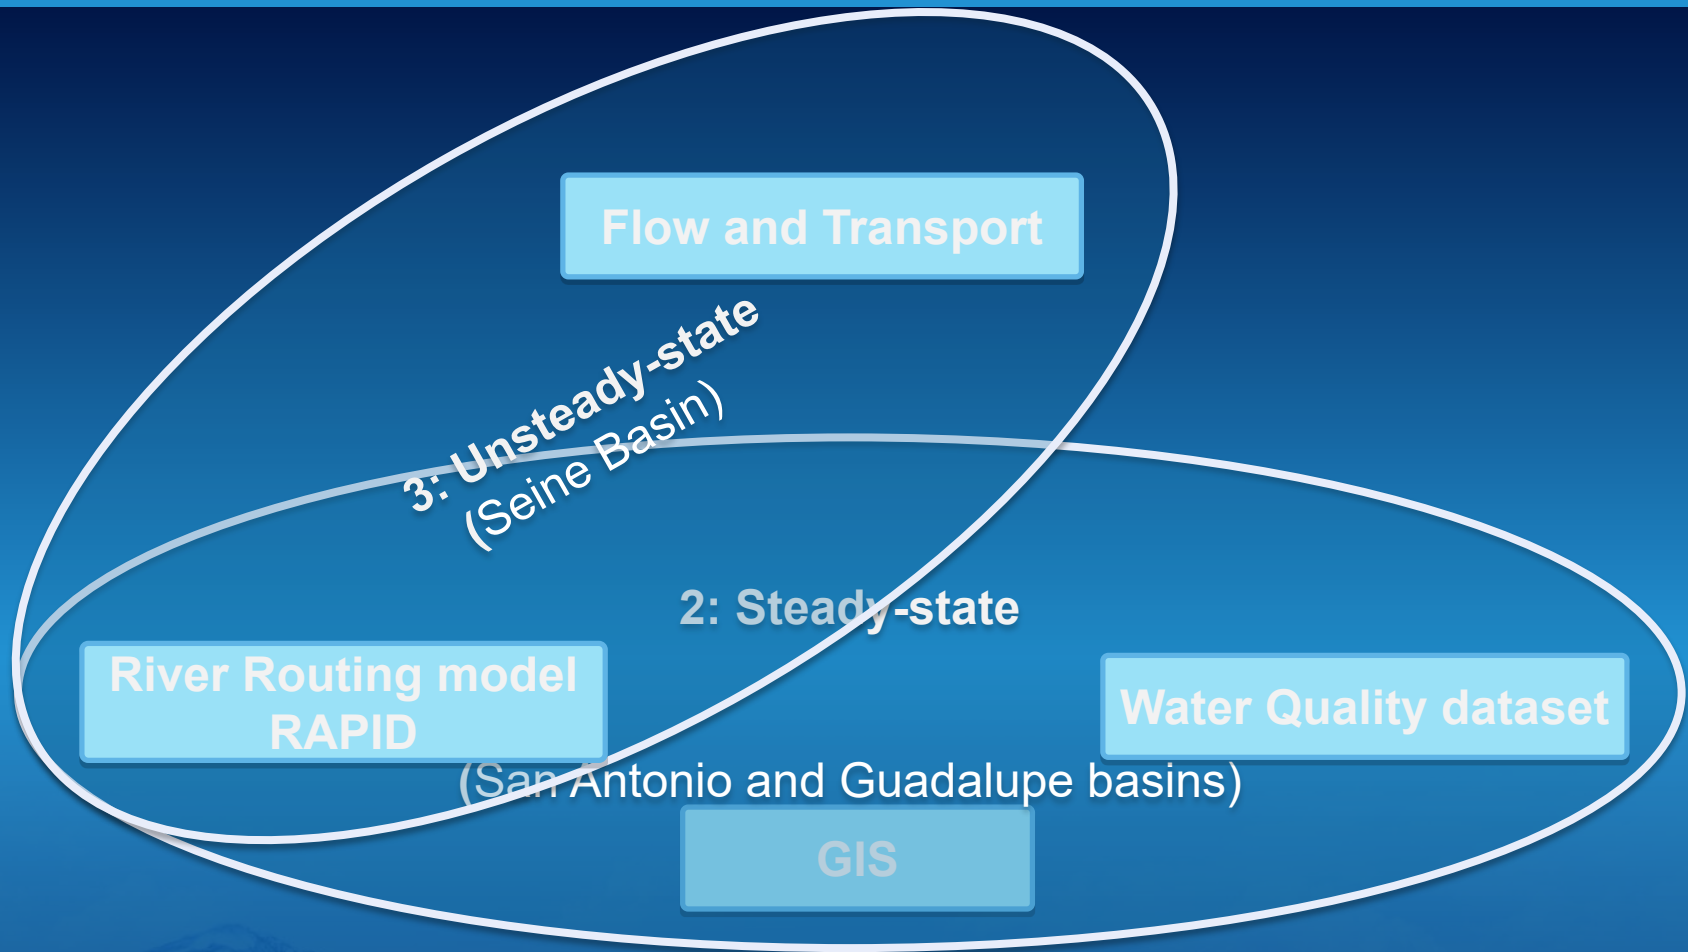 Flow and Transport
3: Unsteady-state
(Seine Basin)
2: Steady-state
River Routing model
RAPID
Water Quality dataset
(San Antonio and Guadalupe basins)
GIS